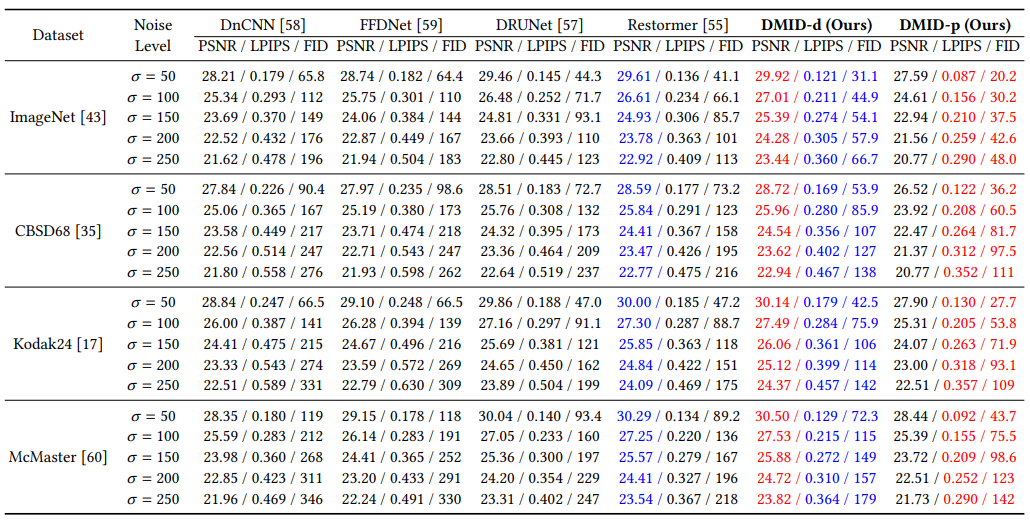 Dataset Noise Level DnCNN [58] FFDNet [59] DRUNet [57] Restormer [55] DMID-d (Ours) DMID-p (Ours)
PSNR / LPIPS / FID PSNR / LPIPS / FID PSNR / LPIPS / FID PSNR / LPIPS / FID PSNR / LPIPS / FID PSNR / LPIPS / FID
ImageNet [43]
σ = 50 28.21 / 0.179 / 65.8 28.74 / 0.182 / 64.4 29.46 / 0.145 / 44.3 29.61 / 0.136 / 41.1 29.92 / 0.121 / 31.1 27.59 / 0.087 / 20.2
σ = 100 25.34 / 0.293 / 112 25.75 / 0.301 / 110 26.48 / 0.252 / 71.7 26.61 / 0.234 / 66.1 27.01 / 0.211 / 44.9 24.61 / 0.156 / 30.2
σ = 150 23.69 / 0.370 / 149 24.06 / 0.384 / 144 24.81 / 0.331 / 93.1 24.93 / 0.306 / 85.7 25.39 / 0.274 / 54.1 22.94 / 0.210 / 37.5
σ = 200 22.52 / 0.432 / 176 22.87 / 0.449 / 167 23.66 / 0.393 / 110 23.78 / 0.363 / 101 24.28 / 0.305 / 57.9 21.56 / 0.259 / 42.6
σ = 250 21.62 / 0.478 / 196 21.94 / 0.504 / 183 22.80 / 0.445 / 123 22.92 / 0.409 / 113 23.44 / 0.360 / 66.7 20.77 / 0.290 / 48.0
CBSD68 [35]
σ = 50 27.84 / 0.226 / 90.4 27.97 / 0.235 / 98.6 28.51 / 0.183 / 72.7 28.59 / 0.177 / 73.2 28.72 / 0.169 / 53.9 26.52 / 0.122 / 36.2
σ = 100 25.06 / 0.365 / 167 25.19 / 0.380 / 173 25.76 / 0.308 / 132 25.84 / 0.291 / 123 25.96 / 0.280 / 85.9 23.92 / 0.208 / 60.5
σ = 150 23.58 / 0.449 / 217 23.71 / 0.474 / 218 24.32 / 0.395 / 173 24.41 / 0.367 / 158 24.54 / 0.356 / 107 22.47 / 0.264 / 81.7
σ = 200 22.56 / 0.514 / 247 22.71 / 0.543 / 247 23.36 / 0.464 / 209 23.47 / 0.426 / 195 23.62 / 0.402 / 127 21.37 / 0.312 / 97.5
σ = 250 21.80 / 0.558 / 276 21.93 / 0.598 / 262 22.64 / 0.519 / 237 22.77 / 0.475 / 216 22.94 / 0.467 / 138 20.77 / 0.352 / 111
Kodak24 [17]
σ = 50 28.84 / 0.247 / 66.5 29.10 / 0.248 / 66.5 29.86 / 0.188 / 47.0 30.00 / 0.185 / 47.2 30.14 / 0.179 / 42.5 27.90 / 0.130 / 27.7
σ = 100 26.00 / 0.387 / 141 26.28 / 0.394 / 139 27.16 / 0.297 / 91.1 27.30 / 0.287 / 88.7 27.49 / 0.284 / 75.9 25.31 / 0.205 / 53.8
σ = 150 24.41 / 0.475 / 215 24.67 / 0.496 / 216 25.69 / 0.381 / 121 25.85 / 0.363 / 118 26.06 / 0.361 / 106 24.07 / 0.263 / 71.9
σ = 200 23.33 / 0.543 / 274 23.59 / 0.572 / 269 24.65 / 0.450 / 162 24.84 / 0.422 / 151 25.12 / 0.399 / 114 23.00 / 0.318 / 93.1
σ = 250 22.51 / 0.589 / 331 22.79 / 0.630 / 309 23.89 / 0.504 / 199 24.09 / 0.469 / 175 24.37 / 0.457 / 142 22.51 / 0.357 / 109
McMaster [60]
σ = 50 28.35 / 0.180 / 119 29.15 / 0.178 / 118 30.04 / 0.140 / 93.4 30.29 / 0.134 / 89.2 30.50 / 0.129 / 72.3 28.44 / 0.092 / 43.7
σ = 100 25.59 / 0.283 / 212 26.14 / 0.283 / 191 27.05 / 0.233 / 160 27.25 / 0.220 / 136 27.53 / 0.215 / 115 25.39 / 0.155 / 75.5
σ = 150 23.98 / 0.360 / 268 24.41 / 0.365 / 252 25.36 / 0.300 / 197 25.57 / 0.279 / 167 25.88 / 0.272 / 149 23.72 / 0.209 / 98.6
σ = 200 22.85 / 0.423 / 311 23.20 / 0.433 / 291 24.20 / 0.354 / 229 24.41 / 0.327 / 196 24.72 / 0.310 / 157 22.51 / 0.252 / 123
σ = 250 21.96 / 0.469 / 346 22.24 / 0.491 / 330 23.31 / 0.402 / 247 23.54 / 0.367 / 218 23.82 / 0.364 / 179 21.73 / 0.290 / 142